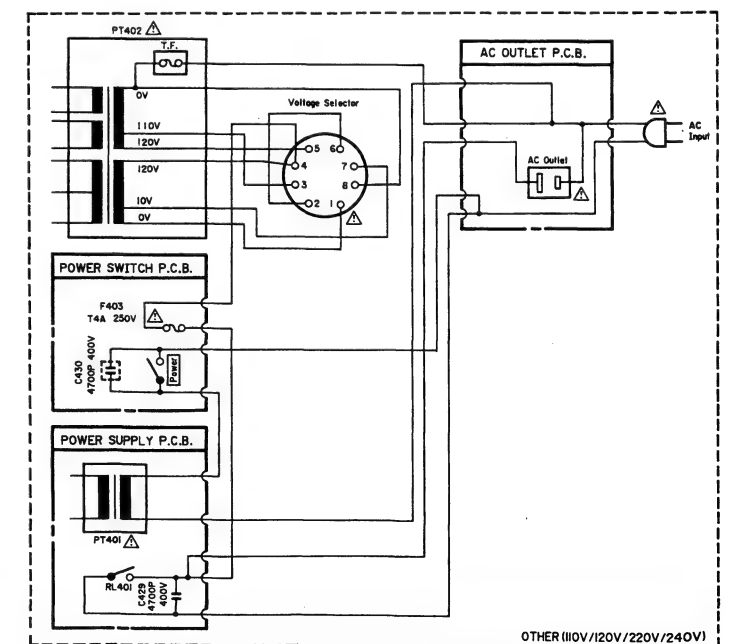 PT402
T.F.
0V
110V
120V
120V
10V
0V
Voltage Selector
5 6
4 7
3 8
2 1
AC OUTLET P.C.B.
AC Input
AC Outlet
POWER SWITCH P.C.B.
F403
T4A 250V
C430
4700P 400V
Power
POWER SUPPLY P.C.B.
PT401
RL401
C429
4700P
400V
OTHER (110V/120V/220V/240V)